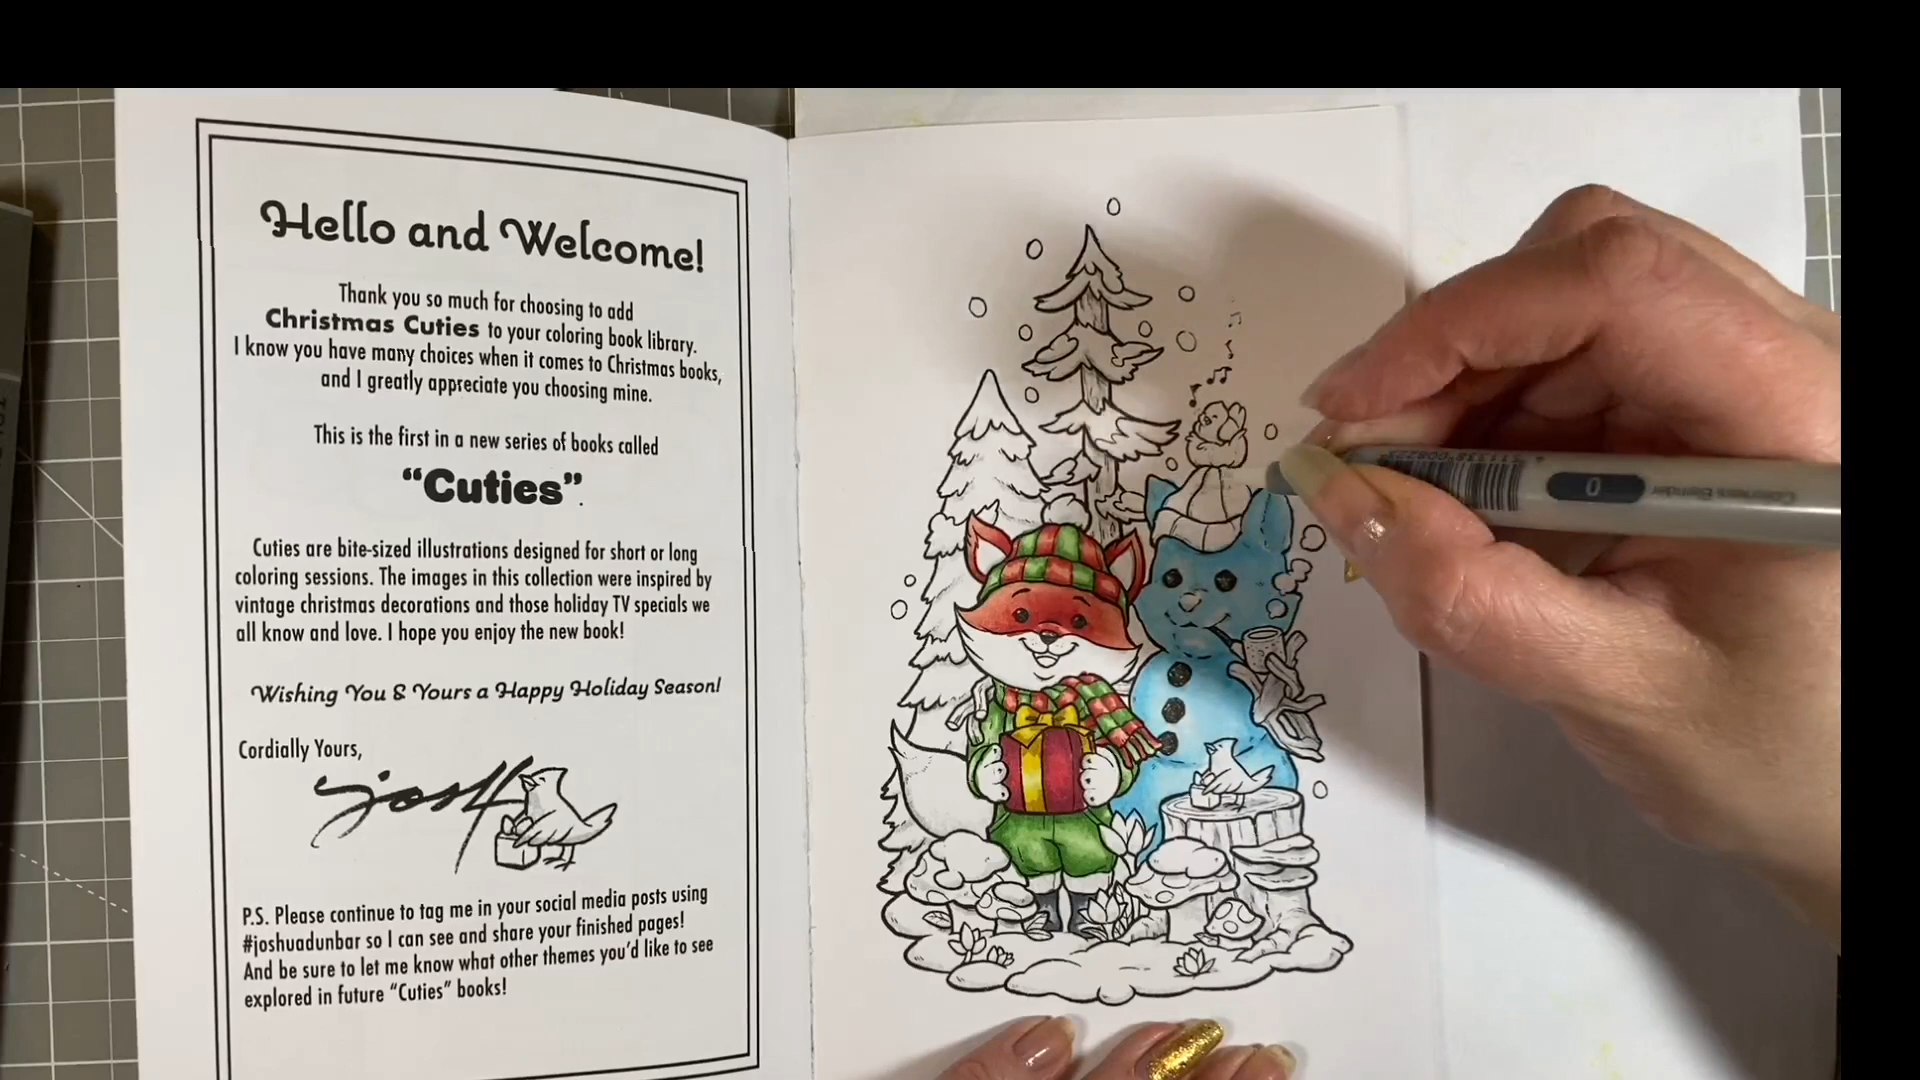 Hello and Welcome!
Thank you so much for choosing to add
Christmas Cuties to your coloring book library.
I know you have many choices when it comes to Christmas books,
and I greatly appreciate you choosing mine.
This is the first in a new series of books called
“Cuties”.
Cuties are bite-sized illustrations designed for short or long
coloring sessions. The images in this collection were inspired by
vintage christmas decorations and those holiday TV specials we
all know and love. I hope you enjoy the new book!
Wishing You & Yours a Happy Holiday Season!
Cordially Yours,
josh
P.S. Please continue to tag me in your social media posts using
#joshuadunbar so I can see and share your finished pages!
And be sure to let me know what other themes you’d like to see
explored in future “Cuties” books!
0
Colorless Blender